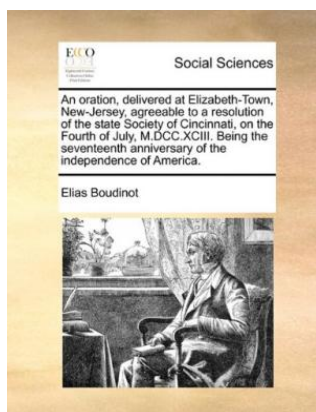 ECCO
Social Sciences
An oration, delivered at Elizabeth-Town,
New-Jersey, agreeable to a resolution
of the state Society of Cincinnati, on the
Fourth of July, M.DCC.XCIII. Being the
seventeenth anniversary of the
independence of America.
Elias Boudinot